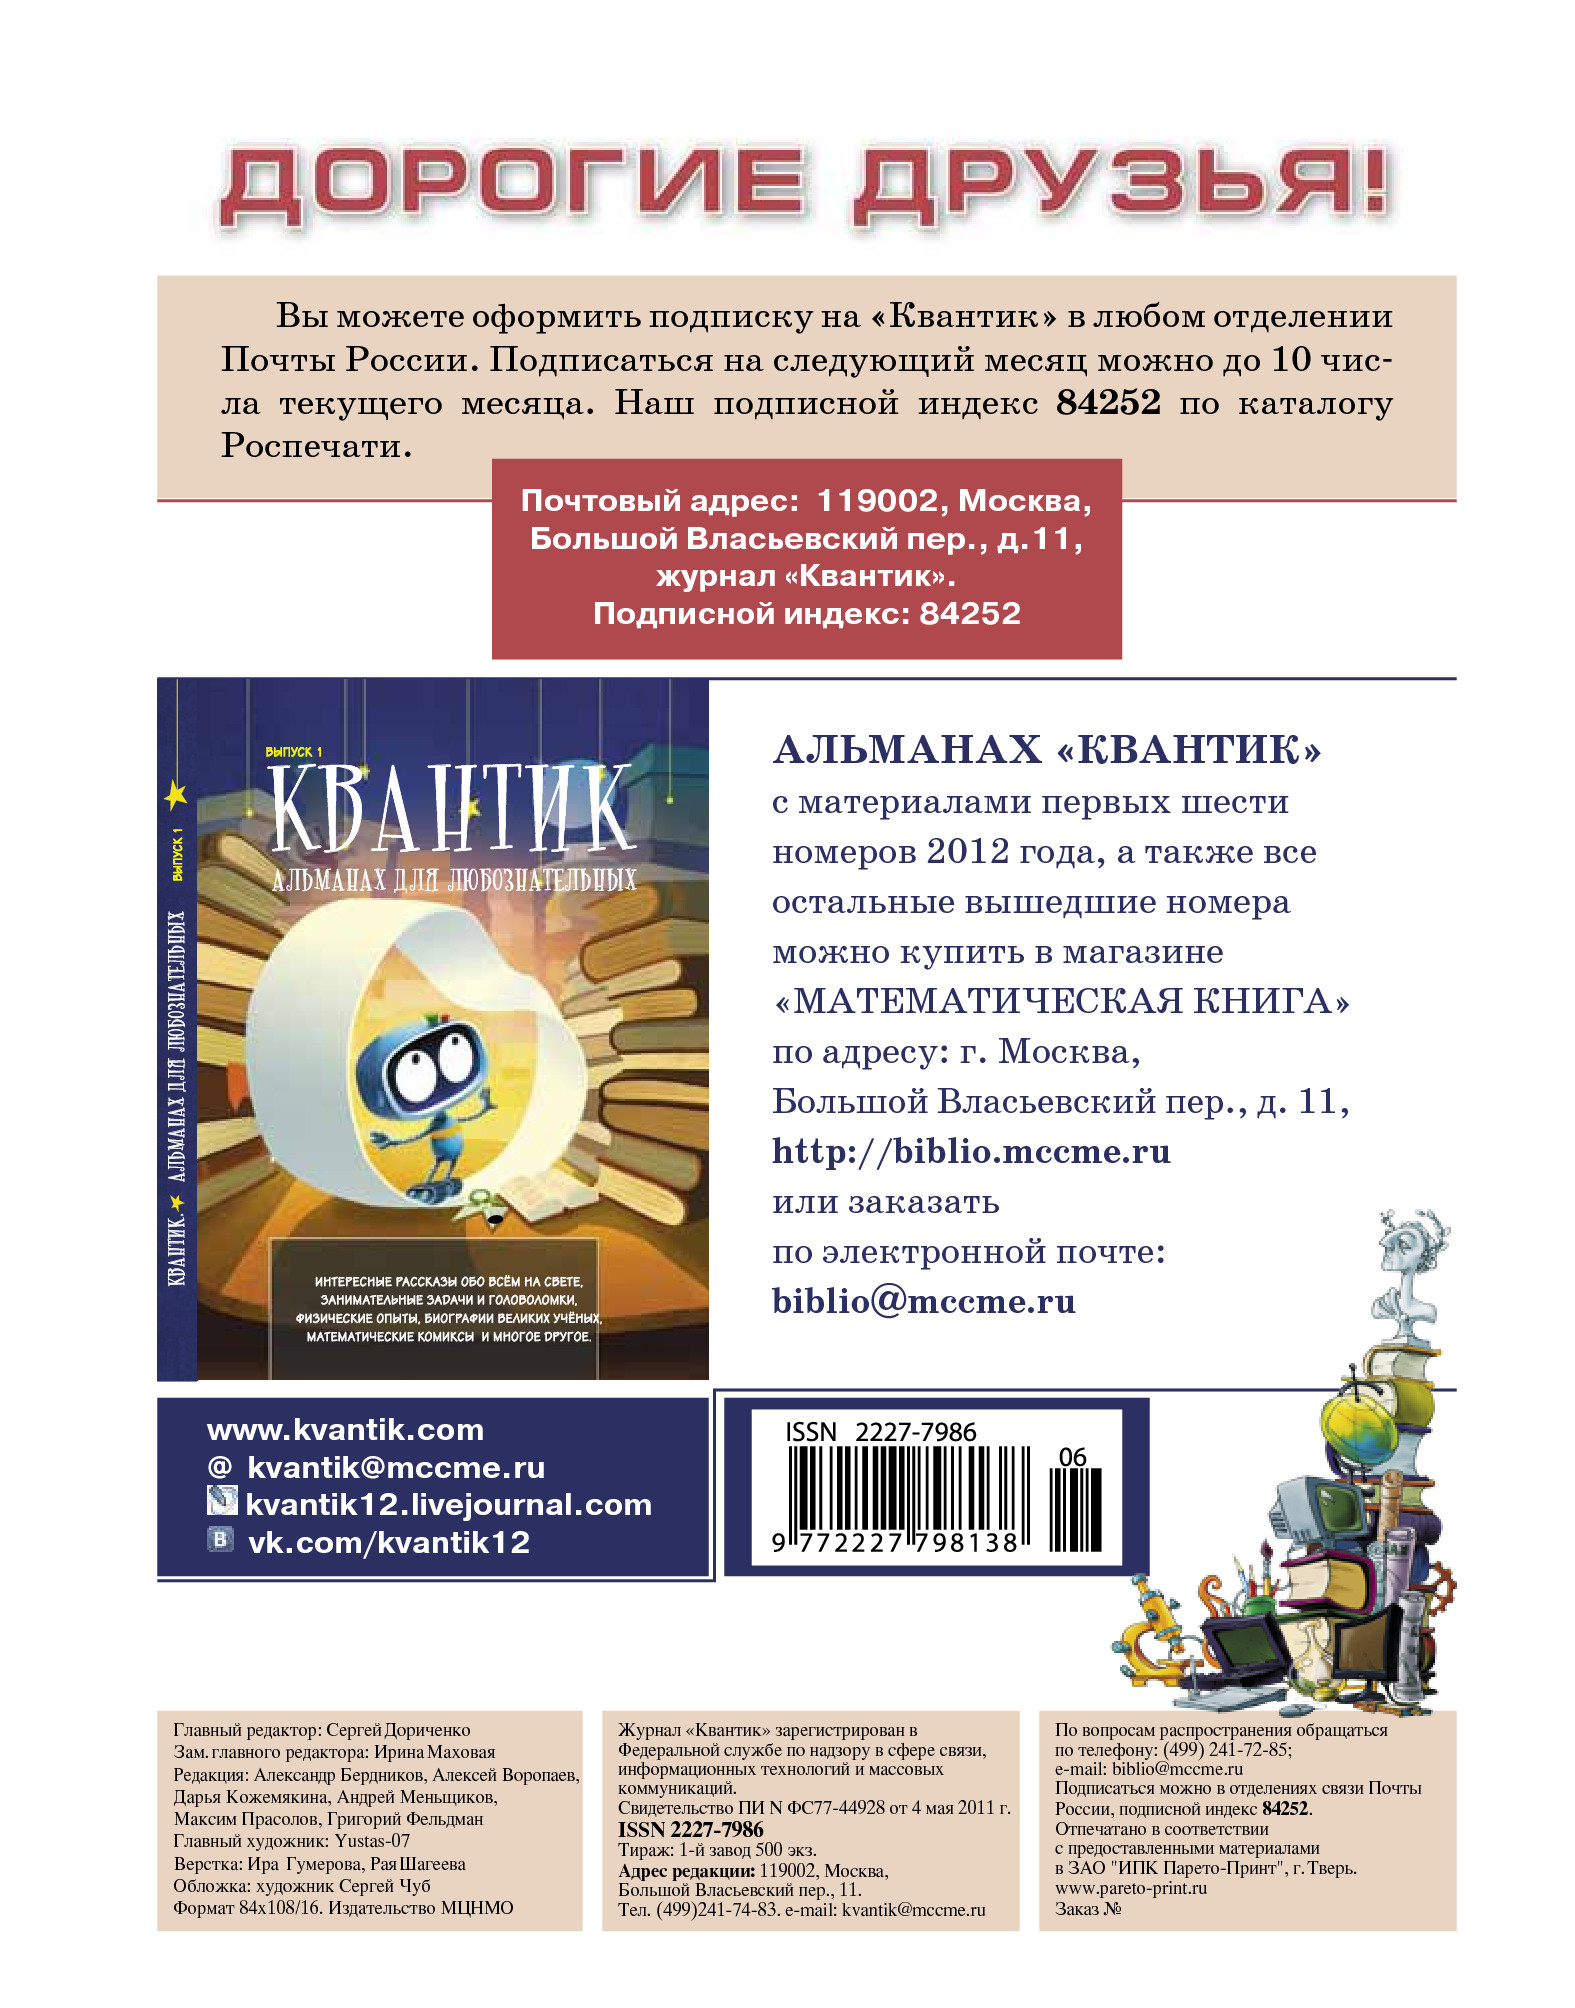 ДОРОГИЕ ДРУЗЬЯ!
Вы можете оформить подписку на «Квантик» в любом отделении
Почты России. Подписаться на следующий месяц можно до 10 чис-
ла текущего месяца. Наш подписной индекс 84252 по каталогу
Роспечати.
Почтовый адрес: 119002, Москва,
Большой Власьевский пер., д.11,
журнал «Квантик».
Подписной индекс: 84252
КВАНТИК. АЛЬМАНАХ ДЛЯ ЛЮБОЗНАТЕЛЬНЫХ ВЫПУСК 1
ВЫПУСК 1
КВАНТИК
АЛЬМАНАХ ДЛЯ ЛЮБОЗНАТЕЛЬНЫХ
ИНТЕРЕСНЫЕ РАССКАЗЫ ОБО ВСЁМ НА СВЕТЕ,
ЗАНИМАТЕЛЬНЫЕ ЗАДАЧИ И ГОЛОВОЛОМКИ,
ФИЗИЧЕСКИЕ ОПЫТЫ, БИОГРАФИИ ВЕЛИКИХ УЧЁНЫХ,
МАТЕМАТИЧЕСКИЕ КОМИКСЫ И МНОГОЕ ДРУГОЕ.
АЛЬМАНАХ «КВАНТИК»
с материалами первых шести
номеров 2012 года, а также все
остальные вышедшие номера
можно купить в магазине
«МАТЕМАТИЧЕСКАЯ КНИГА»
по адресу: г. Москва,
Большой Власьевский пер., д. 11,
http://biblio.mccme.ru
или заказать
по электронной почте:
biblio@mccme.ru
www.kvantik.com
@ kvantik@mccme.ru
kvantik12.livejournal.com
B vk.com/kvantik12
ISSN 2227-7986
06
9 772227 798138
Главный редактор: Сергей Дориченко
Зам. главного редактора: Ирина Маховая
Редакция: Александр Бердников, Алексей Воропаев,
Дарья Кожемякина, Андрей Меньщиков,
Максим Прасолов, Григорий Фельдман
Главный художник: Yustas-07
Верстка: Ира Гумерова, Рая Шагеева
Обложка: художник Сергей Чуб
Формат 84х108/16. Издательство МЦНМО
Журнал «Квантик» зарегистрирован в
Федеральной службе по надзору в сфере связи,
информационных технологий и массовых
коммуникаций.
Свидетельство ПИ N ФС77-44928 от 4 мая 2011 г.
ISSN 2227-7986
Тираж: 1-й завод 500 экз.
Адрес редакции: 119002, Москва,
Большой Власьевский пер., 11.
Тел. (499)241-74-83. e-mail: kvantik@mccme.ru
По вопросам распространения обращаться
по телефону: (499) 241-72-85;
e-mail: biblio@mccme.ru
Подписаться можно в отделениях связи Почты
России, подписной индекс 84252.
Отпечатано в соответствии
с предоставленными материалами
в ЗАО "ИПК Парето-Принт", г. Тверь.
www.pareto-print.ru
Заказ №